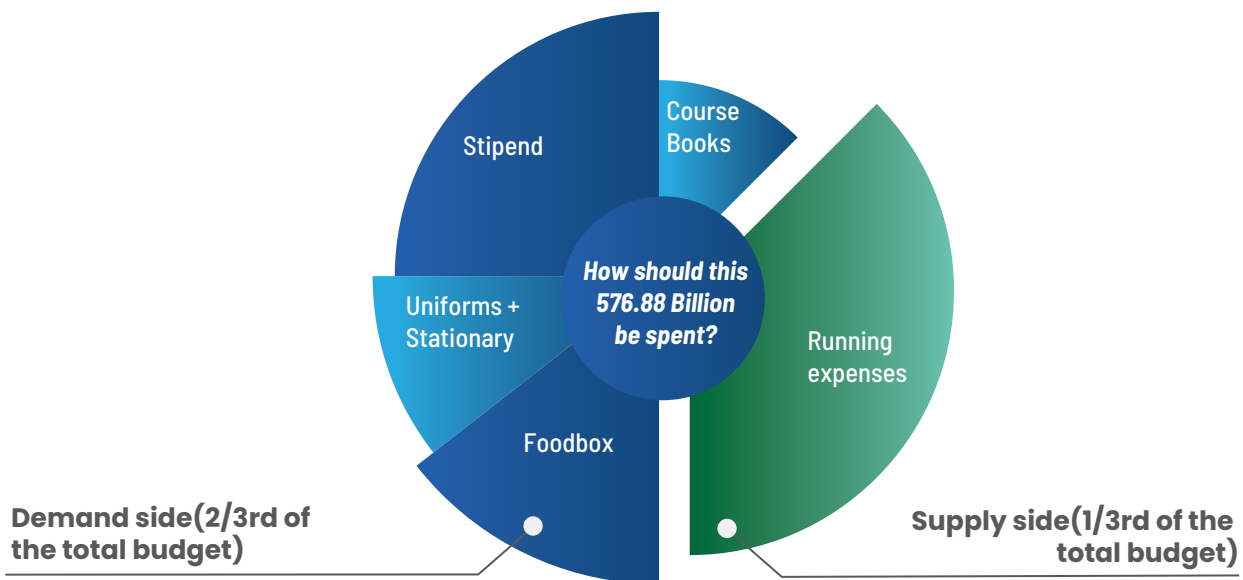 Stipend
Course
Books
How should this
576.88 Billion
be spent?
Uniforms +
Stationary
Running
expenses
Foodbox
Demand side(2/3rd of
the total budget)
Supply side(1/3rd of the
total budget)